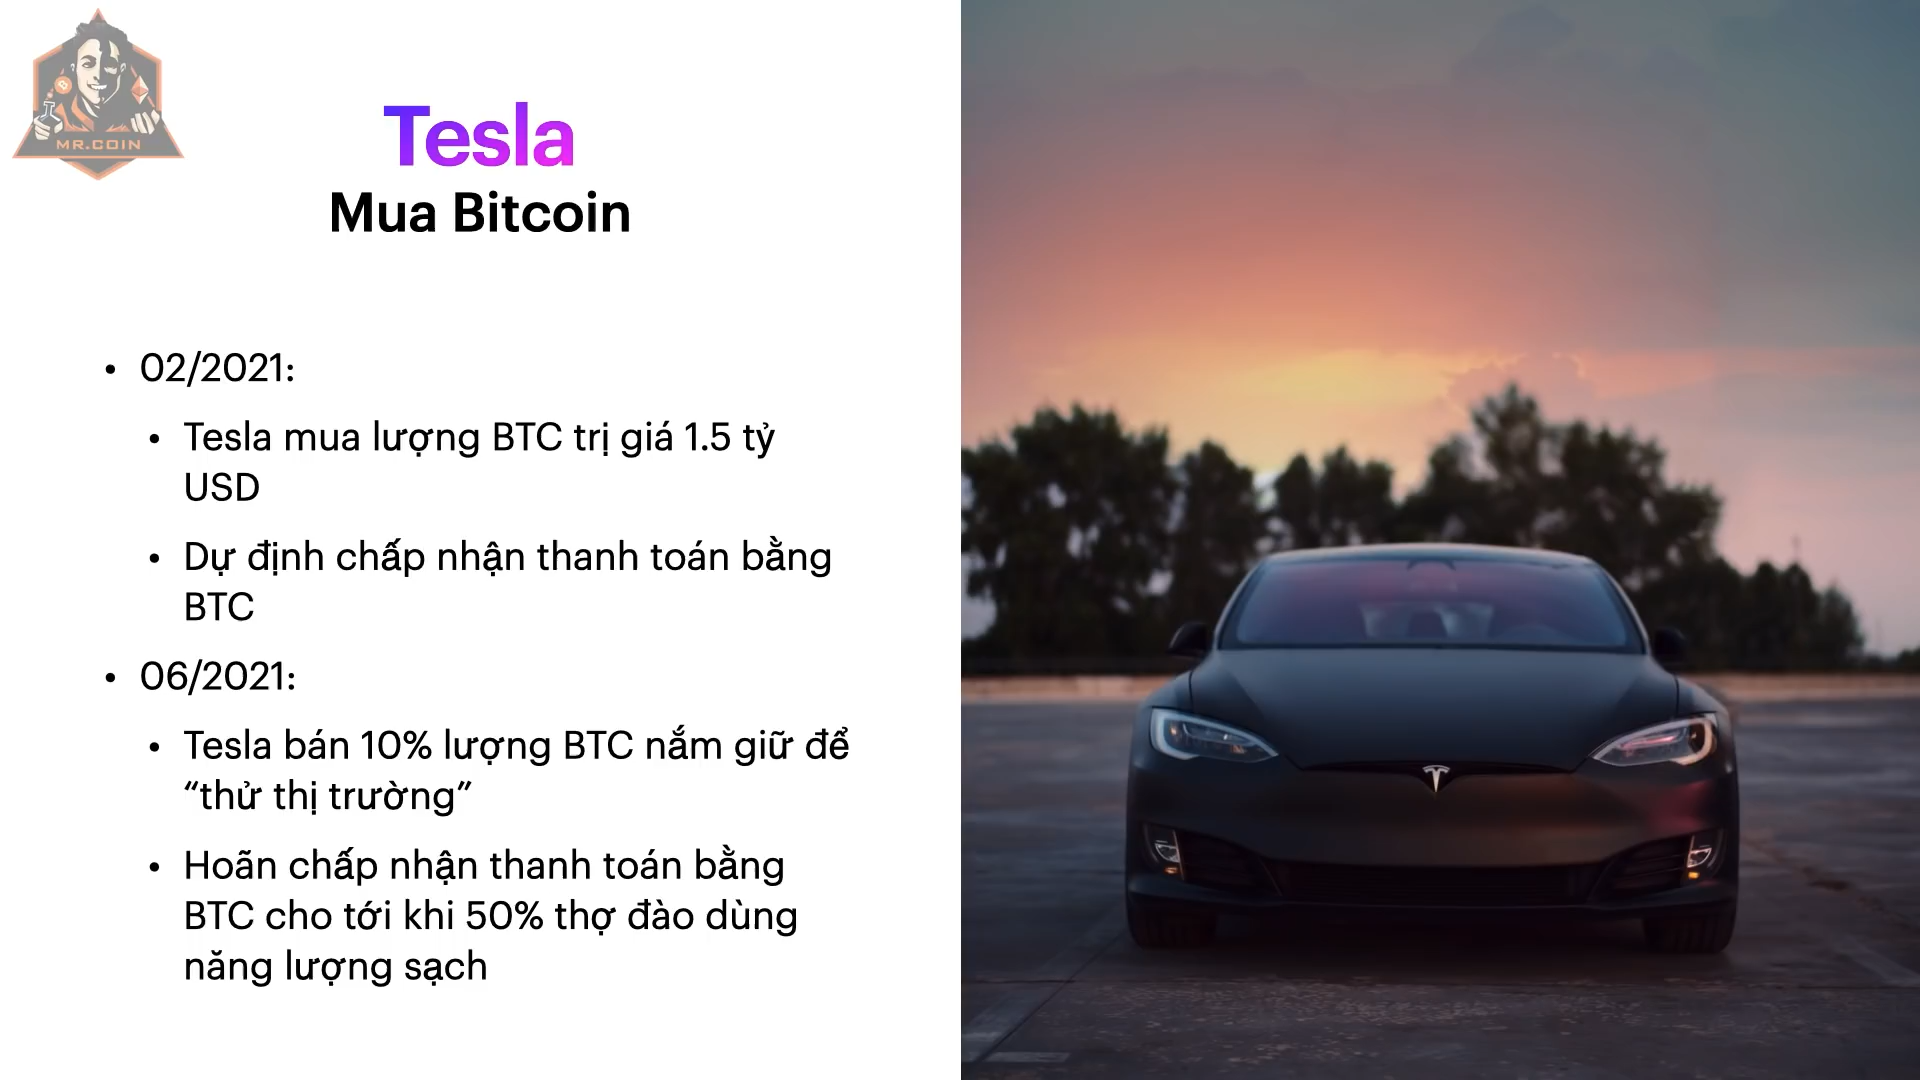 MR.COIN
Tesla
Mua Bitcoin
• 02/2021:
• Tesla mua lượng BTC trị giá 1.5 tỷ
USD
• Dự định chấp nhận thanh toán bằng
BTC
• 06/2021:
• Tesla bán 10% lượng BTC nắm giữ để
“thử thị trường”
• Hoãn chấp nhận thanh toán bằng
BTC cho tới khi 50% thợ đào dùng
năng lượng sạch